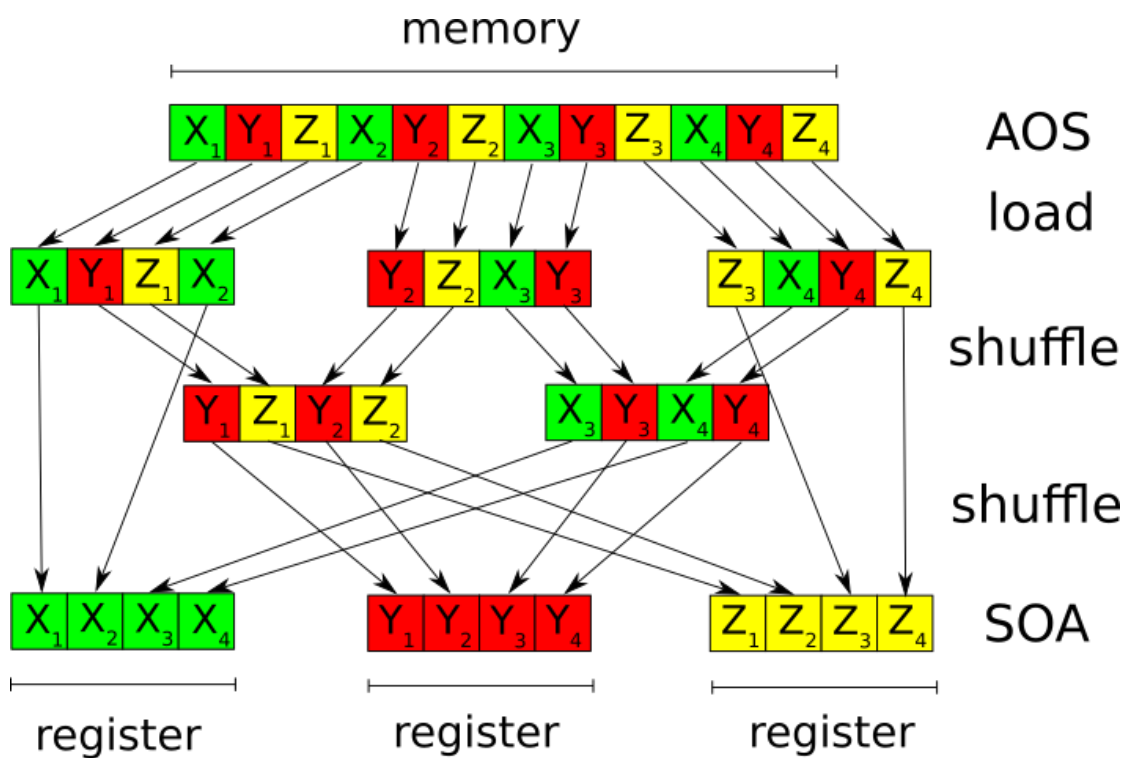 memory
X1 Y1 Z1 X2 Y2 Z2 X3 Y3 Z3 X4 Y4 Z4 AOS
load
X1 Y1 Z1 X2 Y2 Z2 X3 Y3 Z3 X4 Y4 Z4
shuffle
Y1 Z1 Y2 Z2 X3 Y3 X4 Y4
shuffle
X1 X2 X3 X4 Y1 Y2 Y3 Y4 Z1 Z2 Z3 Z4 SOA
register register register